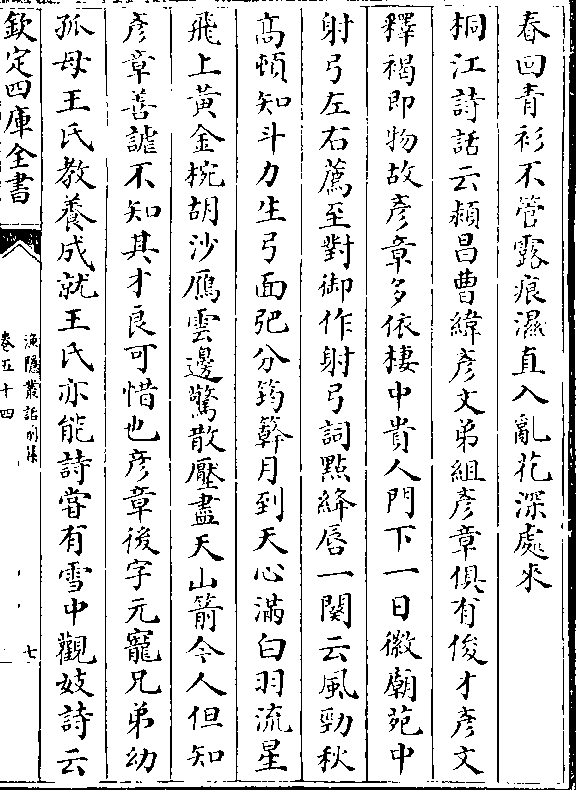 春回青衫不管露痕濕直入亂花深處來
桐江詩話云潁昌曹緯彥文弟組彥章俱有俊才彥文
釋褐即物故彥章多依棲中貴人門下一日徽廟苑中
射弓左右薦至對御作射弓詞點絳唇一闋云風勁秋
高頓知斗力生弓面弝分筠簳月到天心滿白羽流星
飛上黃金椀胡沙鴈雲邊驚散壓盡天山箭今人但知
彥章善謔不知其才良可惜也彥章後字元寵兄弟幼
孤母王氏教養成就王氏亦能詩嘗有雪中觀妓詩云
欽定四庫全書
漁隱叢話前集
卷五十四
七